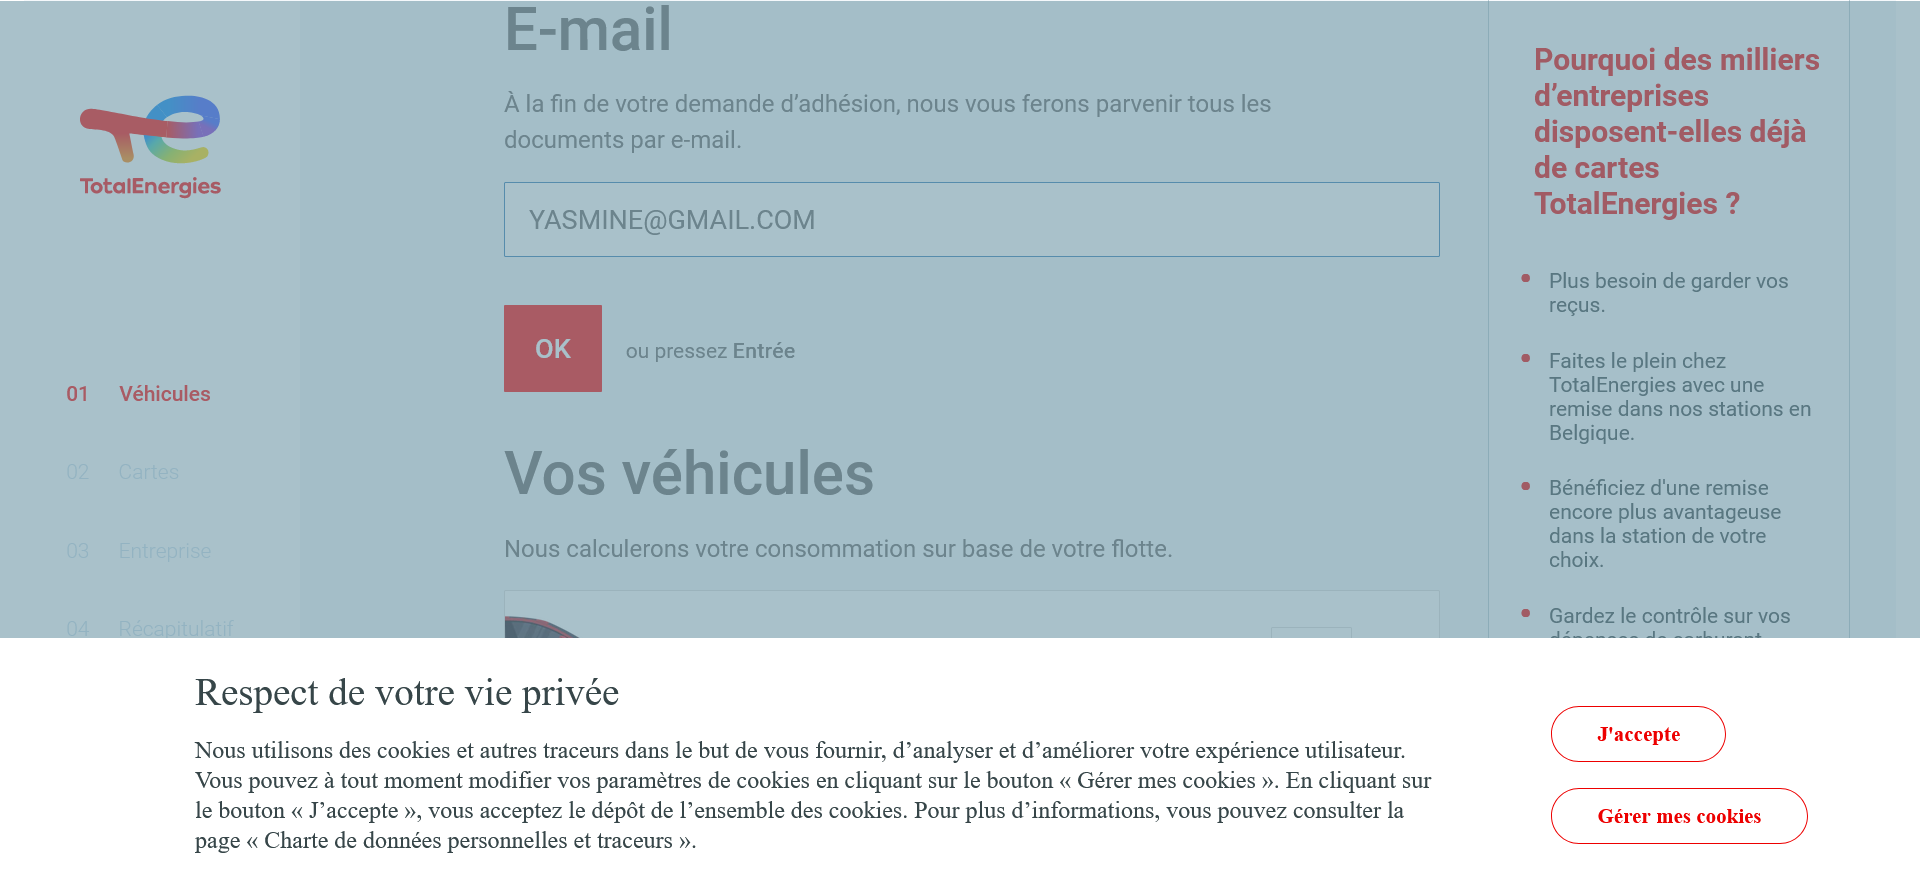 TotalEnergies
01 Véhicules
02 Cartes
03 Entreprise
04 Récapitulatif
E-mail
À la fin de votre demande d’adhésion, nous vous ferons parvenir tous les
documents par e-mail.
YASMINE@GMAIL.COM
OK
ou pressez Entrée
Vos véhicules
Nous calculerons votre consommation sur base de votre flotte.
Pourquoi des milliers
d’entreprises
disposent-elles déjà
de cartes
TotalEnergies ?
Plus besoin de garder vos
reçus.
Faites le plein chez
TotalEnergies avec une
remise dans nos stations en
Belgique.
Bénéficiez d'une remise
encore plus avantageuse
dans la station de votre
choix.
Gardez le contrôle sur vos
dépenses de carburant
Respect de votre vie privée
Nous utilisons des cookies et autres traceurs dans le but de vous fournir, d’analyser et d’améliorer votre expérience utilisateur.
Vous pouvez à tout moment modifier vos paramètres de cookies en cliquant sur le bouton « Gérer mes cookies ». En cliquant sur
le bouton « J’accepte », vous acceptez le dépôt de l’ensemble des cookies. Pour plus d’informations, vous pouvez consulter la
page « Charte de données personnelles et traceurs ».
J'accepte
Gérer mes cookies